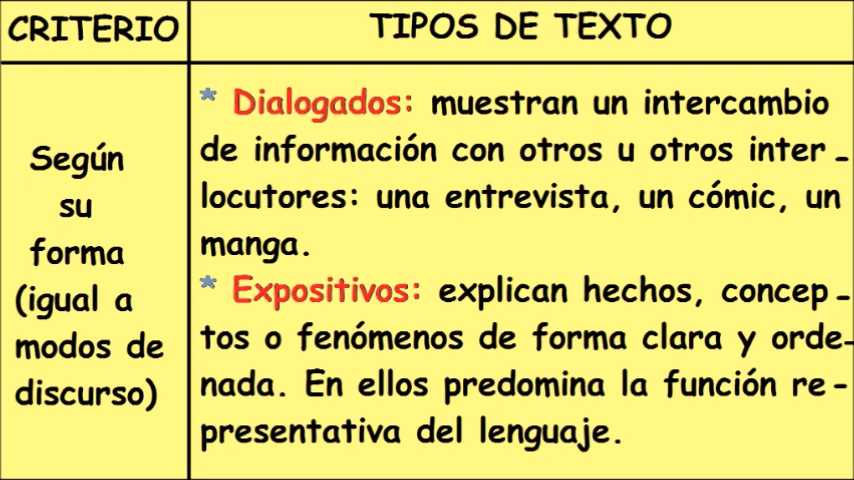 CRITERIO
TIPOS DE TEXTO
Según
su
forma
(igual a
modos de
discurso)
* Dialogados: muestran un intercambio
de información con otros u otros inter-
locutores: una entrevista, un cómic, un
manga.
* Expositivos: explican hechos, concep-
tos o fenómenos de forma clara y orde-
nada. En ellos predomina la función re-
presentativa del lenguaje.